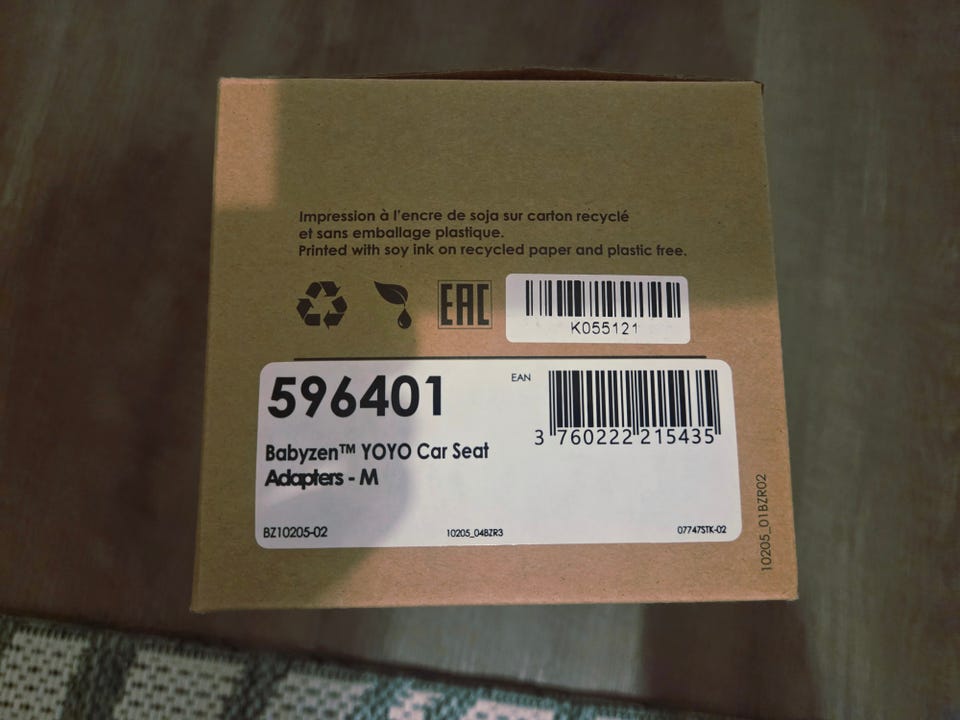 Impression à l'encre de soja sur carton recyclé
et sans emballage plastique.
Printed with soy ink on recycled paper and plastic free.
EAC
K055121
596401
EAN
3 760222 215435
Babyzen™ YOYO Car Seat
Adapters - M
BZ10205-02
10205_04BZR3
07747STK-02
10205_01BZR02